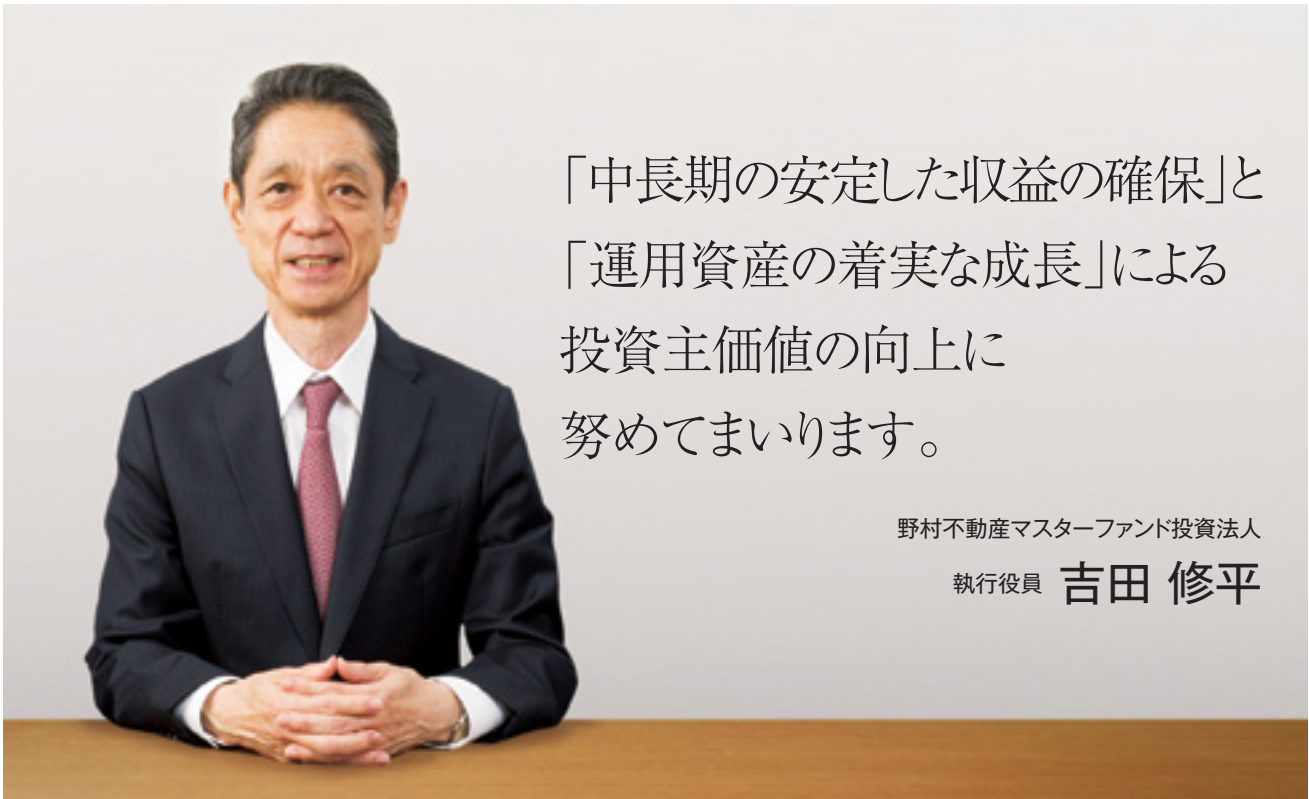 「中長期の安定した収益の確保」と
「運用資産の着実な成長」による
投資主価値の向上に
努めてまいります。
野村不動産マスターファンド投資法人
執行役員 吉田 修平